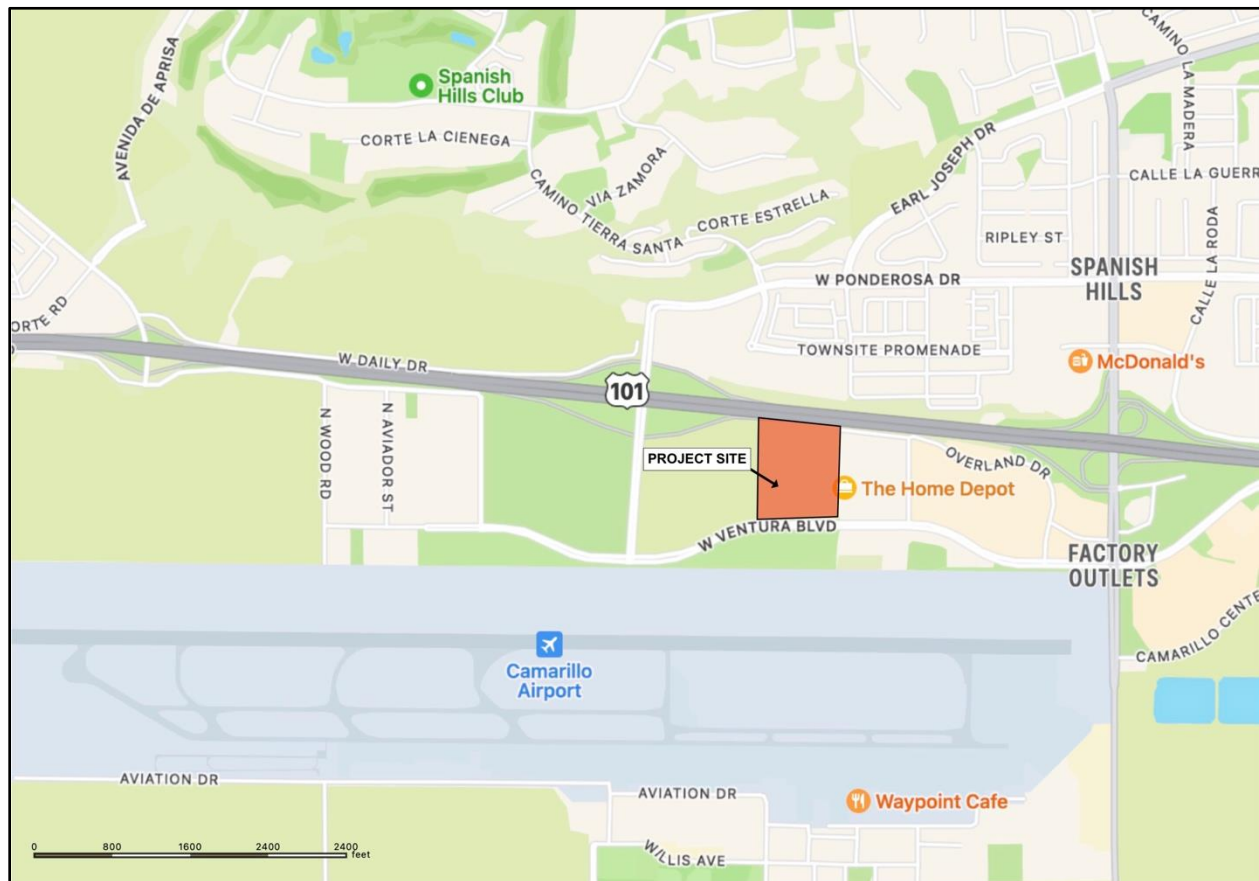 CAMINO LA MADERA
Spanish
Hills Club
AVENIDA DE APRISA
CORTE LA CIENEGA
EARL JOSEPH DR
VIA ZAMORA
CALLE LA GUERR
CAMINO TIERRA SANTA
CORTE ESTRELLA
CALLE LA RODA
RIPLEY ST
SPANISH
HILLS
W PONDEROSA DR
ORTE RD
TOWNSITE PROMENADE
McDonald's
W DAILY DR
101
N WOOD RD
N AVIADOR ST
PROJECT SITE
OVERLAND DR
The Home Depot
W VENTURA BLVD
FACTORY
OUTLETS
CAMARILLO CENTE
Camarillo
Airport
AVIATION DR
AVIATION DR
Waypoint Cafe
WILLIS AVE
0 800 1600 2400 2400
feet